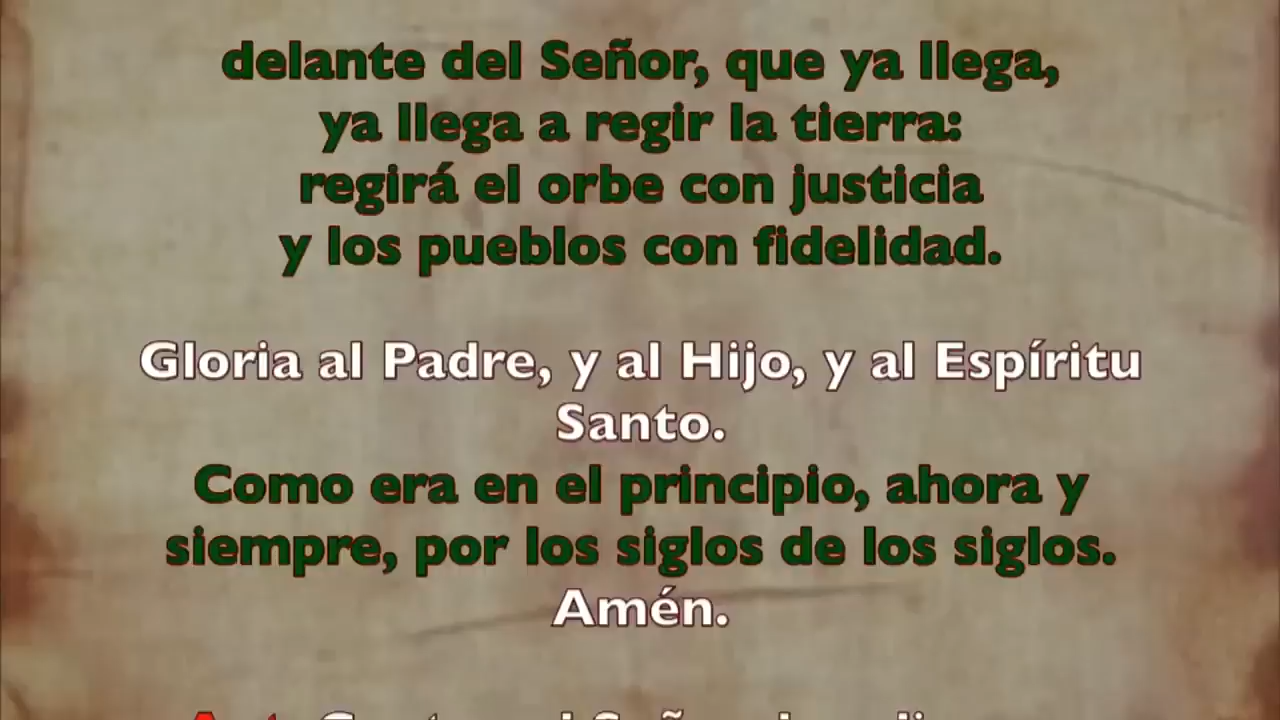 delante del Señor, que ya llega,
ya llega a regir la tierra:
regirá el orbe con justicia
y los pueblos con fidelidad.
Gloria al Padre, y al Hijo, y al Espíritu
Santo.
Como era en el principio, ahora y
siempre, por los siglos de los siglos.
Amén.